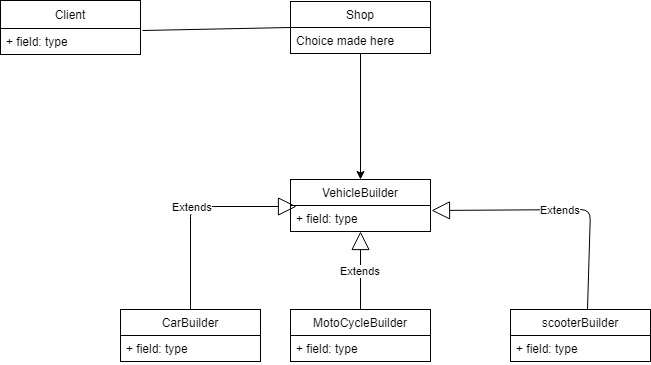 Client
+ field: type
Shop
Choice made here
VehicleBuilder
+ field: type
Extends
Extends
Extends
CarBuilder
+ field: type
MotoCycleBuilder
+ field: type
scooterBuilder
+ field: type